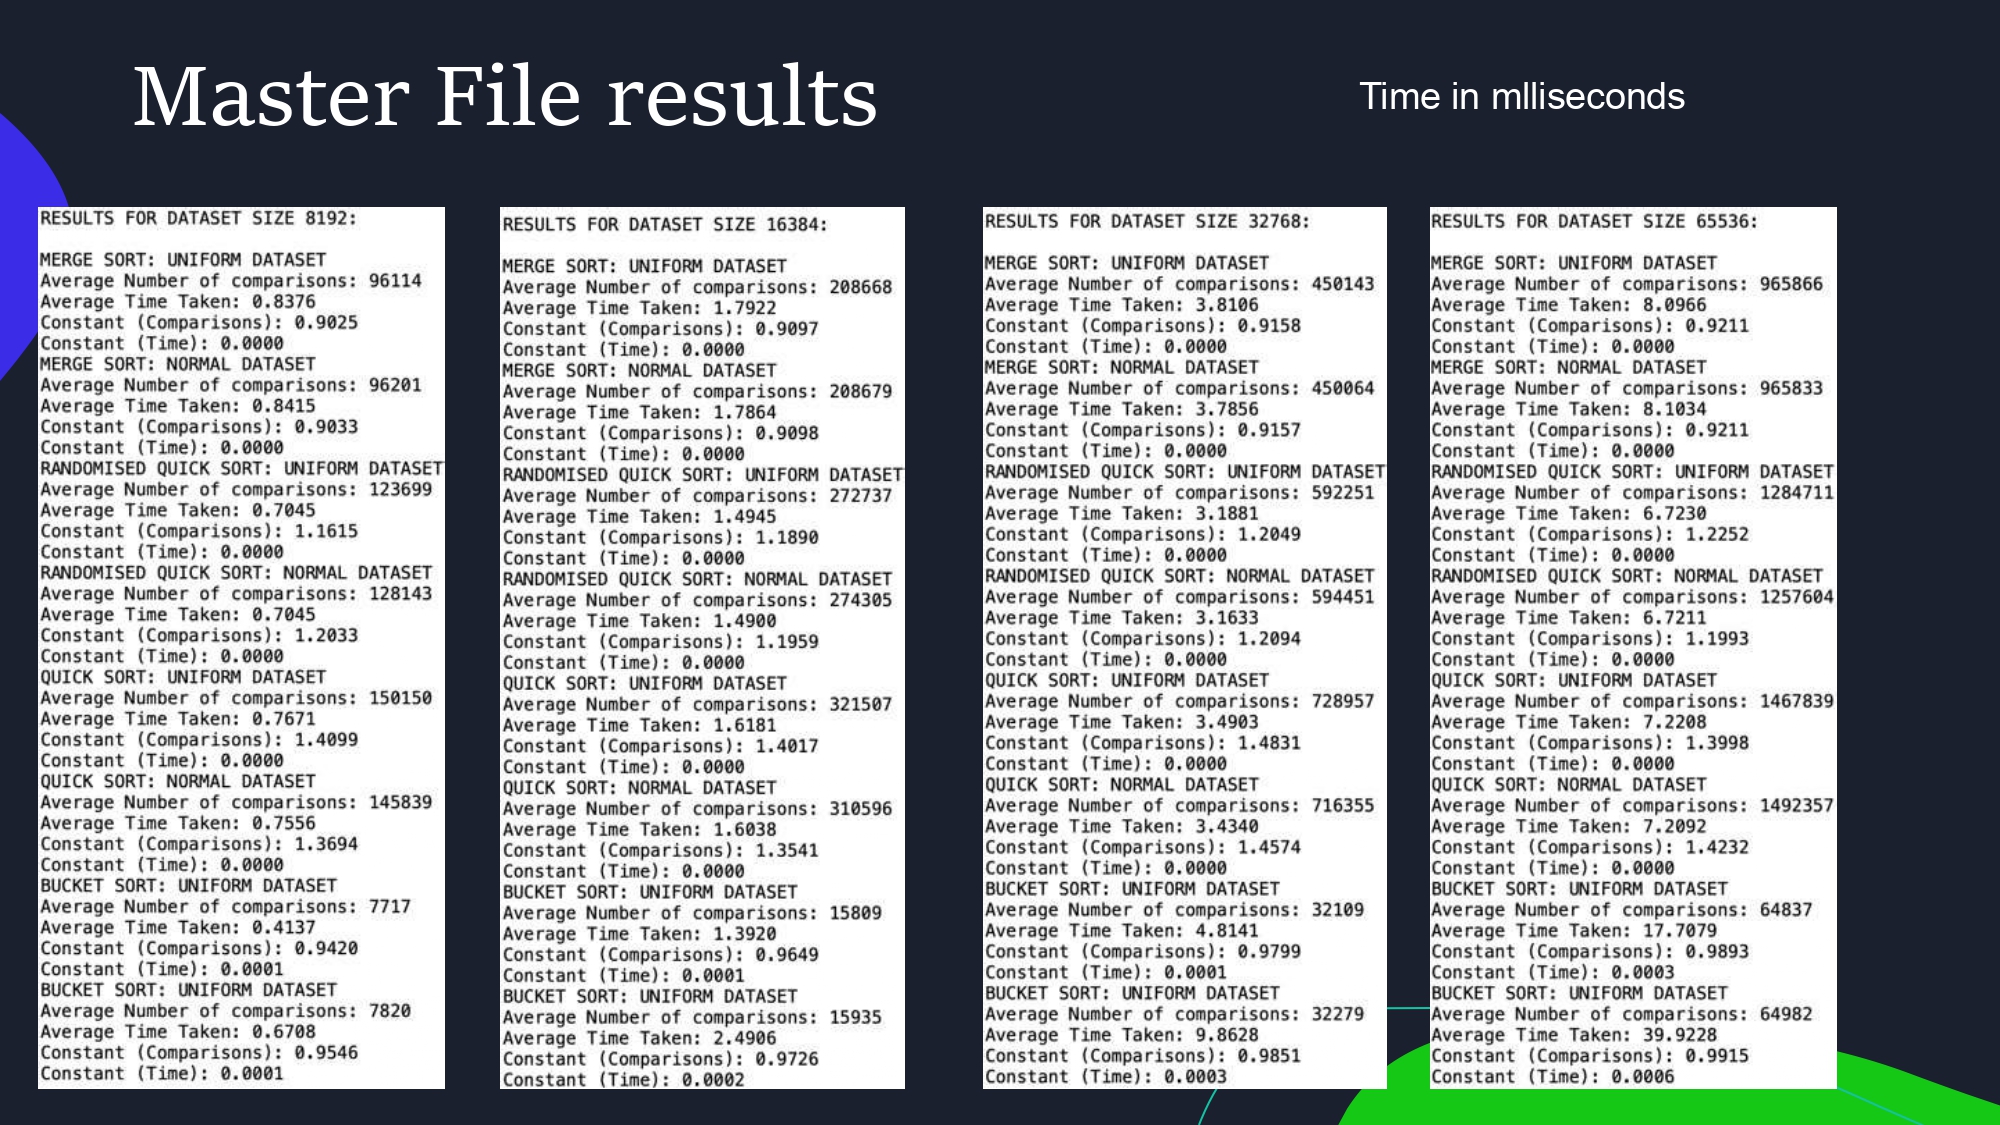 Master File results
Time in mlliseconds
RESULTS FOR DATASET SIZE 8192:
MERGE SORT: UNIFORM DATASET
Average Number of comparisons: 96114
Average Time Taken: 0.8376
Constant (Comparisons): 0.9025
Constant (Time): 0.0000
MERGE SORT: NORMAL DATASET
Average Number of comparisons: 96201
Average Time Taken: 0.8415
Constant (Comparisons): 0.9033
Constant (Time): 0.0000
RANDOMISED QUICK SORT: UNIFORM DATASET
Average Number of comparisons: 123699
Average Time Taken: 0.7045
Constant (Comparisons): 1.1615
Constant (Time): 0.0000
RANDOMISED QUICK SORT: NORMAL DATASET
Average Number of comparisons: 128143
Average Time Taken: 0.7045
Constant (Comparisons): 1.2033
Constant (Time): 0.0000
QUICK SORT: UNIFORM DATASET
Average Number of comparisons: 150150
Average Time Taken: 0.7671
Constant (Comparisons): 1.4099
Constant (Time): 0.0000
QUICK SORT: NORMAL DATASET
Average Number of comparisons: 145839
Average Time Taken: 0.7556
Constant (Comparisons): 1.3694
Constant (Time): 0.0000
BUCKET SORT: UNIFORM DATASET
Average Number of comparisons: 7717
Average Time Taken: 0.4137
Constant (Comparisons): 0.9420
Constant (Time): 0.0001
BUCKET SORT: UNIFORM DATASET
Average Number of comparisons: 7820
Average Time Taken: 0.6708
Constant (Comparisons): 0.9546
Constant (Time): 0.0001
RESULTS FOR DATASET SIZE 16384:
MERGE SORT: UNIFORM DATASET
Average Number of comparisons: 208668
Average Time Taken: 1.7922
Constant (Comparisons): 0.9097
Constant (Time): 0.0000
MERGE SORT: NORMAL DATASET
Average Number of comparisons: 208679
Average Time Taken: 1.7864
Constant (Comparisons): 0.9098
Constant (Time): 0.0000
RANDOMISED QUICK SORT: UNIFORM DATASET
Average Number of comparisons: 272737
Average Time Taken: 1.4945
Constant (Comparisons): 1.1890
Constant (Time): 0.0000
RANDOMISED QUICK SORT: NORMAL DATASET
Average Number of comparisons: 274305
Average Time Taken: 1.4900
Constant (Comparisons): 1.1959
Constant (Time): 0.0000
QUICK SORT: UNIFORM DATASET
Average Number of comparisons: 321507
Average Time Taken: 1.6181
Constant (Comparisons): 1.4017
Constant (Time): 0.0000
QUICK SORT: NORMAL DATASET
Average Number of comparisons: 310596
Average Time Taken: 1.6038
Constant (Comparisons): 1.3541
Constant (Time): 0.0000
BUCKET SORT: UNIFORM DATASET
Average Number of comparisons: 15809
Average Time Taken: 1.3920
Constant (Comparisons): 0.9649
Constant (Time): 0.0001
BUCKET SORT: UNIFORM DATASET
Average Number of comparisons: 15935
Average Time Taken: 2.4906
Constant (Comparisons): 0.9726
Constant (Time): 0.0002
RESULTS FOR DATASET SIZE 32768:
MERGE SORT: UNIFORM DATASET
Average Number of comparisons: 450143
Average Time Taken: 3.8106
Constant (Comparisons): 0.9158
Constant (Time): 0.0000
MERGE SORT: NORMAL DATASET
Average Number of comparisons: 450064
Average Time Taken: 3.7856
Constant (Comparisons): 0.9157
Constant (Time): 0.0000
RANDOMISED QUICK SORT: UNIFORM DATASET
Average Number of comparisons: 592251
Average Time Taken: 3.1881
Constant (Comparisons): 1.2049
Constant (Time): 0.0000
RANDOMISED QUICK SORT: NORMAL DATASET
Average Number of comparisons: 594451
Average Time Taken: 3.1633
Constant (Comparisons): 1.2094
Constant (Time): 0.0000
QUICK SORT: UNIFORM DATASET
Average Number of comparisons: 728957
Average Time Taken: 3.4903
Constant (Comparisons): 1.4831
Constant (Time): 0.0000
QUICK SORT: NORMAL DATASET
Average Number of comparisons: 716355
Average Time Taken: 3.4340
Constant (Comparisons): 1.4574
Constant (Time): 0.0000
BUCKET SORT: UNIFORM DATASET
Average Number of comparisons: 32109
Average Time Taken: 4.8141
Constant (Comparisons): 0.9799
Constant (Time): 0.0001
BUCKET SORT: UNIFORM DATASET
Average Number of comparisons: 32279
Average Time Taken: 9.8628
Constant (Comparisons): 0.9851
Constant (Time): 0.0003
RESULTS FOR DATASET SIZE 65536:
MERGE SORT: UNIFORM DATASET
Average Number of comparisons: 965866
Average Time Taken: 8.0966
Constant (Comparisons): 0.9211
Constant (Time): 0.0000
MERGE SORT: NORMAL DATASET
Average Number of comparisons: 965833
Average Time Taken: 8.1034
Constant (Comparisons): 0.9211
Constant (Time): 0.0000
RANDOMISED QUICK SORT: UNIFORM DATASET
Average Number of comparisons: 1284711
Average Time Taken: 6.7230
Constant (Comparisons): 1.2252
Constant (Time): 0.0000
RANDOMISED QUICK SORT: NORMAL DATASET
Average Number of comparisons: 1257604
Average Time Taken: 6.7211
Constant (Comparisons): 1.1993
Constant (Time): 0.0000
QUICK SORT: UNIFORM DATASET
Average Number of comparisons: 1467839
Average Time Taken: 7.2208
Constant (Comparisons): 1.3998
Constant (Time): 0.0000
QUICK SORT: NORMAL DATASET
Average Number of comparisons: 1492357
Average Time Taken: 7.2092
Constant (Comparisons): 1.4232
Constant (Time): 0.0000
BUCKET SORT: UNIFORM DATASET
Average Number of comparisons: 64837
Average Time Taken: 17.7079
Constant (Comparisons): 0.9893
Constant (Time): 0.0003
BUCKET SORT: UNIFORM DATASET
Average Number of comparisons: 64982
Average Time Taken: 39.9228
Constant (Comparisons): 0.9915
Constant (Time): 0.0006